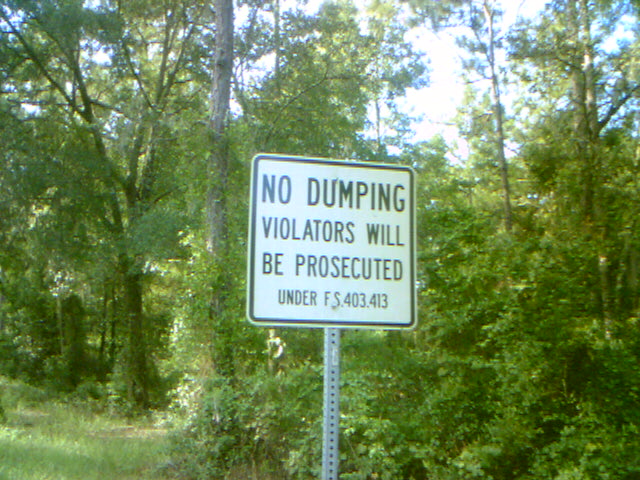 NO DUMPING
VIOLATORS WILL
BE PROSECUTED
UNDER F.S.403.413